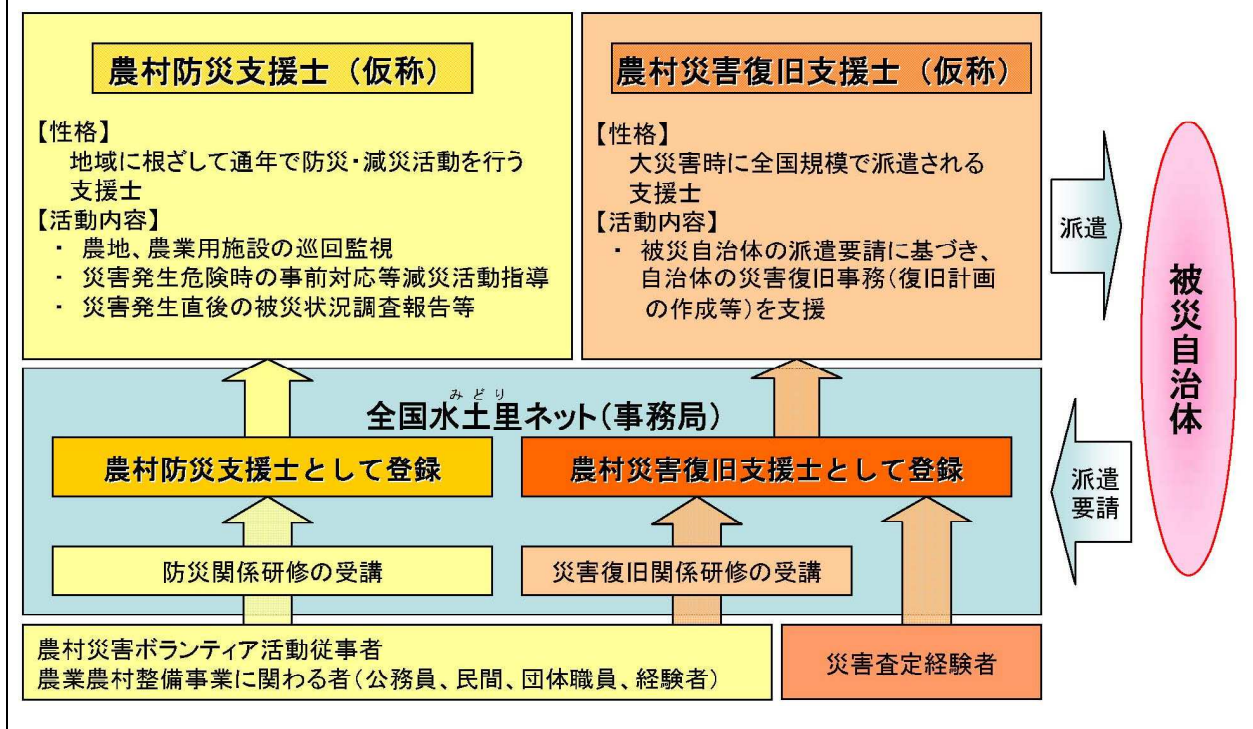 農村防災支援士（仮称）
【性格】
地域に根ざして通年で防災・減災活動を行う
支援士
【活動内容】
・ 農地、農業用施設の巡回監視
・ 災害発生危険時の事前対応等減災活動指導
・ 災害発生直後の被災状況調査報告等
農村災害復旧支援士（仮称）
【性格】
大災害時に全国規模で派遣される
支援士
【活動内容】
・ 被災自治体の派遣要請に基づき、
自治体の災害復旧事務（復旧計画
の作成等）を支援
派遣
被災自治体
派遣
要請
みどり
全国水土里ネット（事務局）
農村防災支援士として登録
農村災害復旧支援士として登録
防災関係研修の受講
災害復旧関係研修の受講
農村災害ボランティア活動従事者
農業農村整備事業に関わる者（公務員、民間、団体職員、経験者）
災害査定経験者